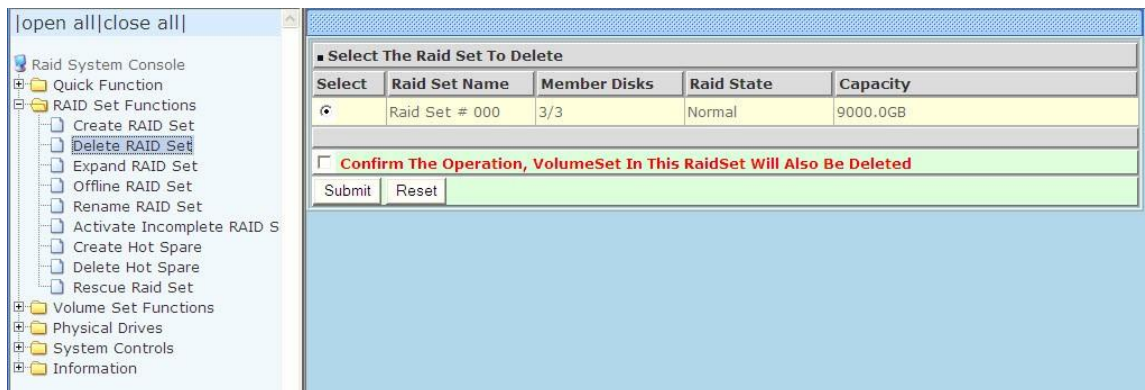 |open all|close all|
Raid System Console
Quick Function
RAID Set Functions
Create RAID Set
Delete RAID Set
Expand RAID Set
Offline RAID Set
Rename RAID Set
Activate Incomplete RAID S
Create Hot Spare
Delete Hot Spare
Rescue Raid Set
Volume Set Functions
Physical Drives
System Controls
Information
Select The Raid Set To Delete
Select Raid Set Name Member Disks Raid State Capacity
Raid Set # 000 3/3 Normal 9000.0GB
Confirm The Operation, VolumeSet In This RaidSet Will Also Be Deleted
Submit Reset